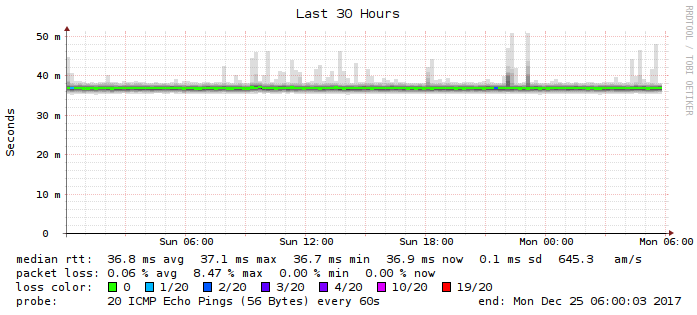 Last 30 Hours
RRDTOOL / TOBI OETIKER
Seconds
50 m
40 m
30 m
20 m
10 m
0
Sun 06:00 Sun 12:00 Sun 18:00 Mon 00:00 Mon 06:00
median rtt: 36.8 ms avg 37.1 ms max 36.7 ms min 36.9 ms now 0.1 ms sd 645.3 am/s
packet loss: 0.06 % avg 8.47 % max 0.00 % min 0.00 % now
loss color: 0 1/20 2/20 3/20 4/20 10/20 19/20
probe: 20 ICMP Echo Pings (56 Bytes) every 60s end: Mon Dec 25 06:00:03 2017